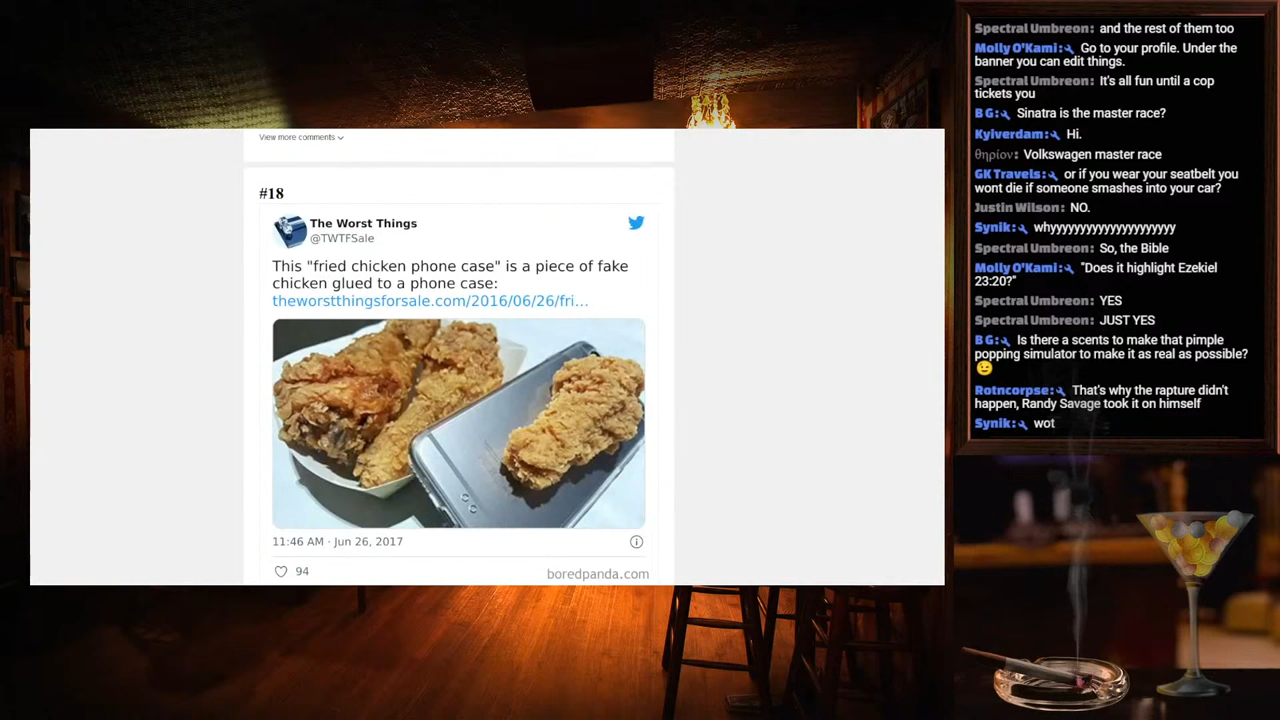 View more comments
#18
The Worst Things
@TWTFSale
This "fried chicken phone case" is a piece of fake
chicken glued to a phone case:
theworstthingsforsale.com/2016/06/26/fri…
11:46 AM · Jun 26, 2017
94
boredpanda.com
Spectral Umbreon: and the rest of them too
Molly O'Kami: Go to your profile. Under the
banner you can edit things.
Spectral Umbreon: It's all fun until a cop
tickets you
B G: Sinatra is the master race?
Kyiverdam: Hi.
θηρίον: Volkswagen master race
GK Travels: or if you wear your seatbelt you
wont die if someone smashes into your car?
Justin Wilson: NO.
Synik: whyyyyyyyyyyyyyyyyyyyy
Spectral Umbreon: So, the Bible
Molly O'Kami: "Does it highlight Ezekiel
23:20?"
Spectral Umbreon: YES
Spectral Umbreon: JUST YES
B G: Is there a scents to make that pimple
popping simulator to make it as real as possible?
Rotncorpse: That's why the rapture didn't
happen, Randy Savage took it on himself
Synik: wot